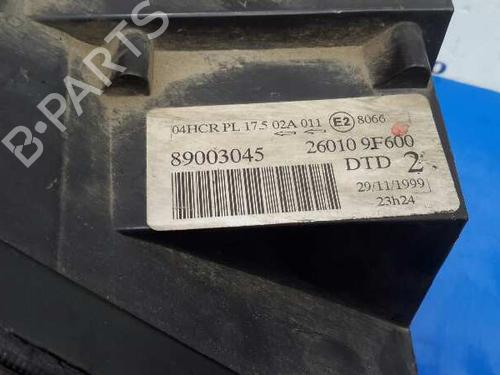 B-PARTS
04HCR PL 17.5 02A 011 E2 8066
89003045 26010 9F600
DTD 2
29/11/1999
23h24